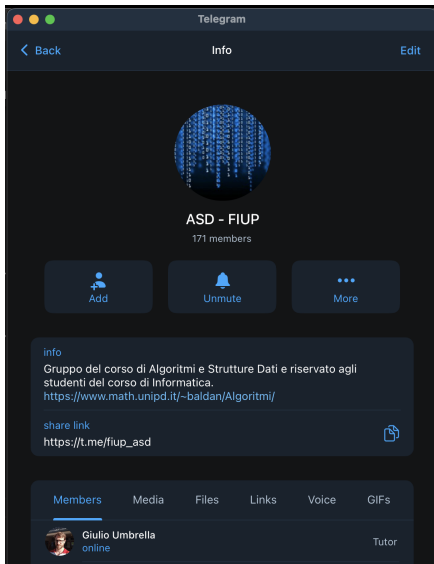 Telegram
Back
Info
Edit
ASD - FIUP
171 members
Add
Unmute
More
info
Gruppo del corso di Algoritmi e Strutture Dati e riservato agli
studenti del corso di Informatica.
https://www.math.unipd.it/~baldan/Algoritmi/
share link
https://t.me/fiup_asd
Members
Media
Files
Links
Voice
GIFs
Giulio Umbrella
online
Tutor